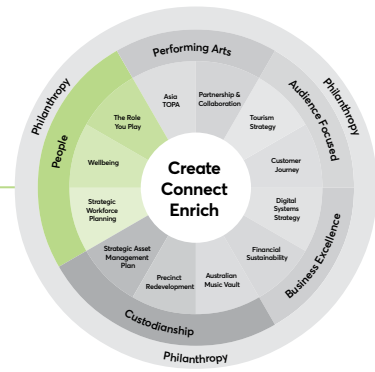 Philanthropy
Performing Arts
Audience Focused
Philanthropy
Business Excellence
Philanthropy
Custodianship
People
Asia
TOPA
Partnership &
Collaboration
Tourism
Strategy
Customer
Journey
Digital
Systems
Strategy
Financial
Sustainability
Australian
Music Vault
Precinct
Redevelopment
Strategic Asset
Management
Plan
Strategic
Workforce
Planning
Wellbeing
The Role
You Play
Create
Connect
Enrich